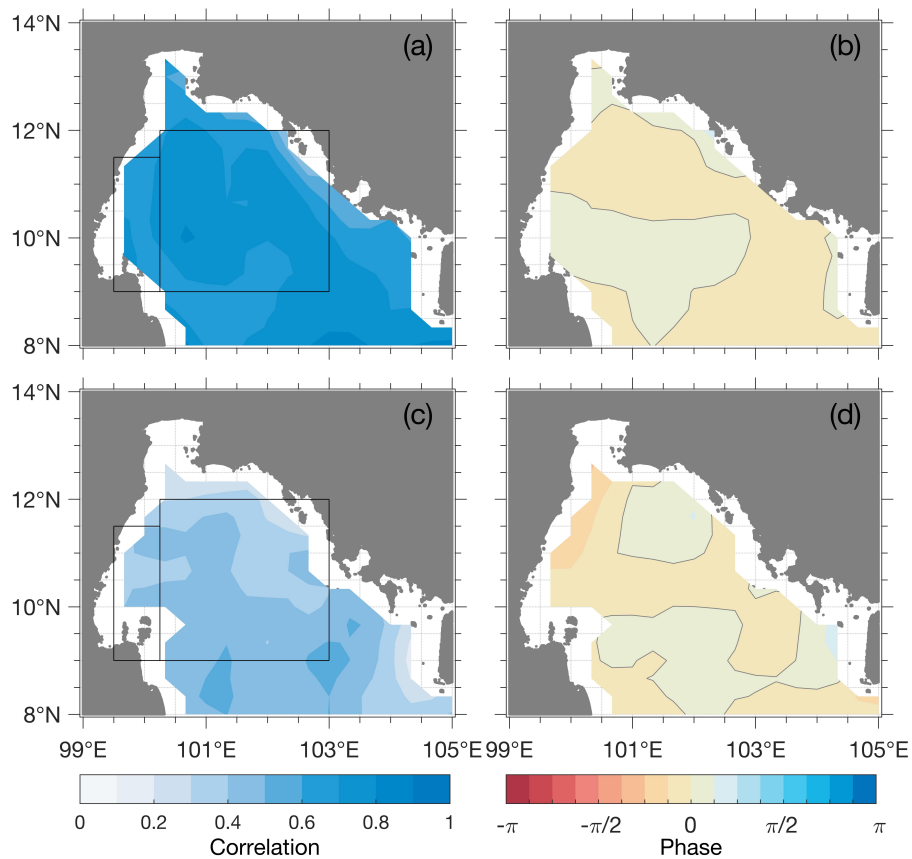 14°N
(a)
(b)
12°N
10°N
8°N
14°N
(c)
(d)
12°N
10°N
8°N
99°E 101°E 103°E 105°E 99°E 101°E 103°E 105°E
0 0.2 0.4 0.6 0.8 1
Correlation
-π -π/2 0 π/2 π
Phase